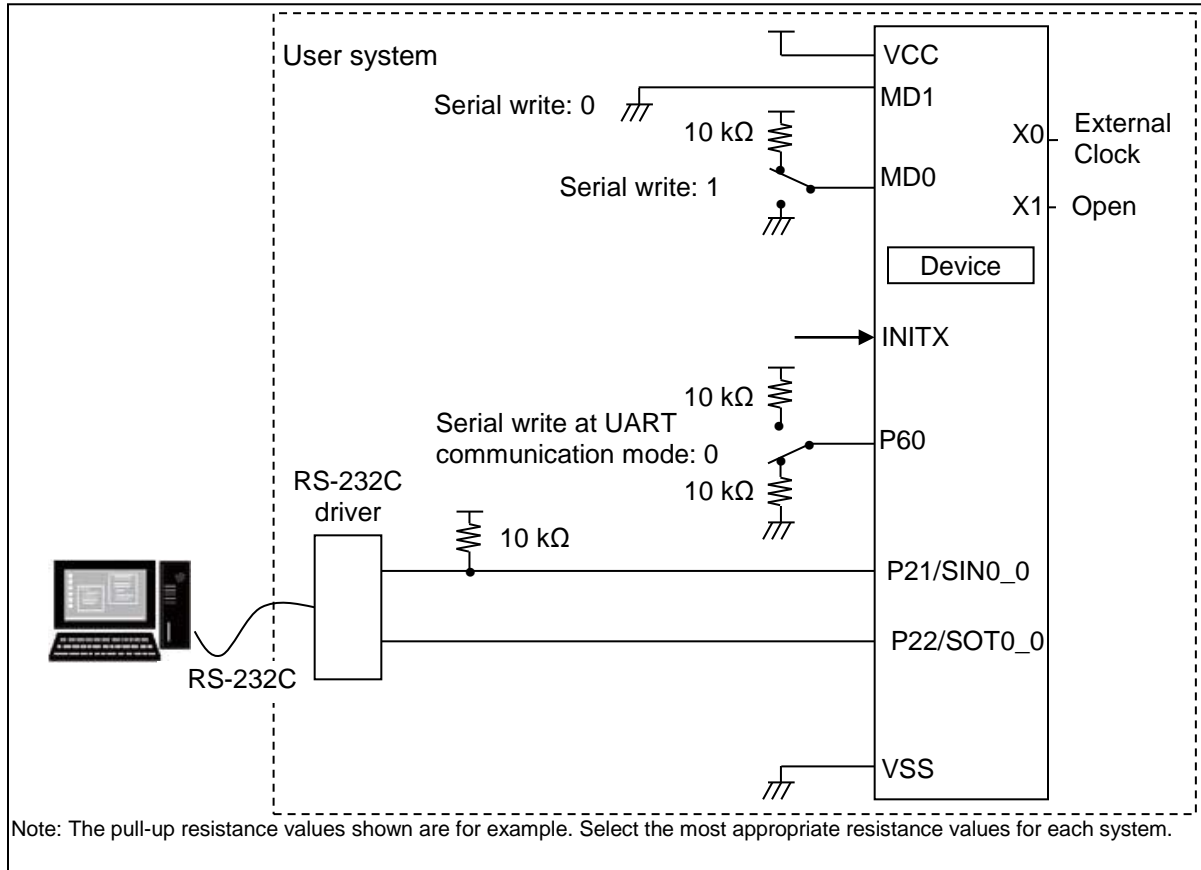 User system
VCC
Serial write: 0
MD1
10 kΩ
X0
External
Clock
Serial write: 1
MD0
X1
Open
Device
INITX
10 kΩ
Serial write at UART
communication mode: 0
P60
10 kΩ
RS-232C
driver
10 kΩ
P21/SIN0_0
P22/SOT0_0
RS-232C
VSS
Note: The pull-up resistance values shown are for example. Select the most appropriate resistance values for each system.